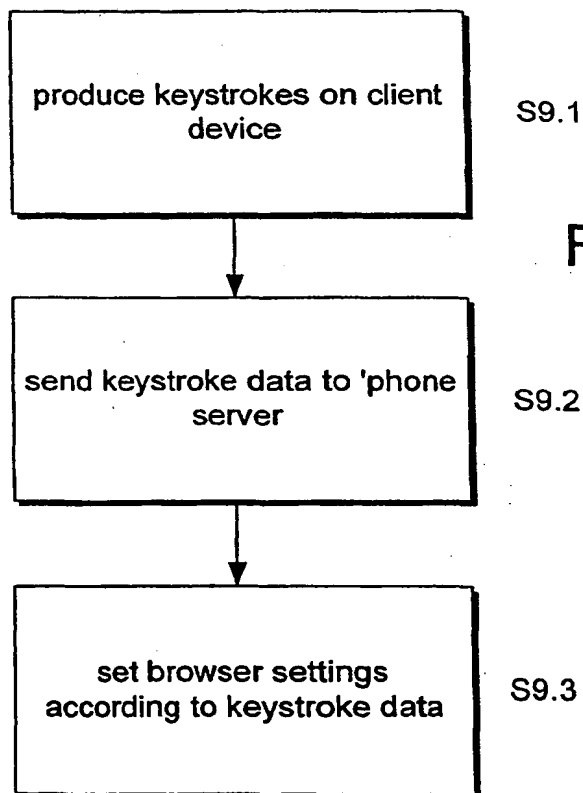 produce keystrokes on client
device
S9.1
send keystroke data to 'phone
server
S9.2
set browser settings
according to keystroke data
S9.3